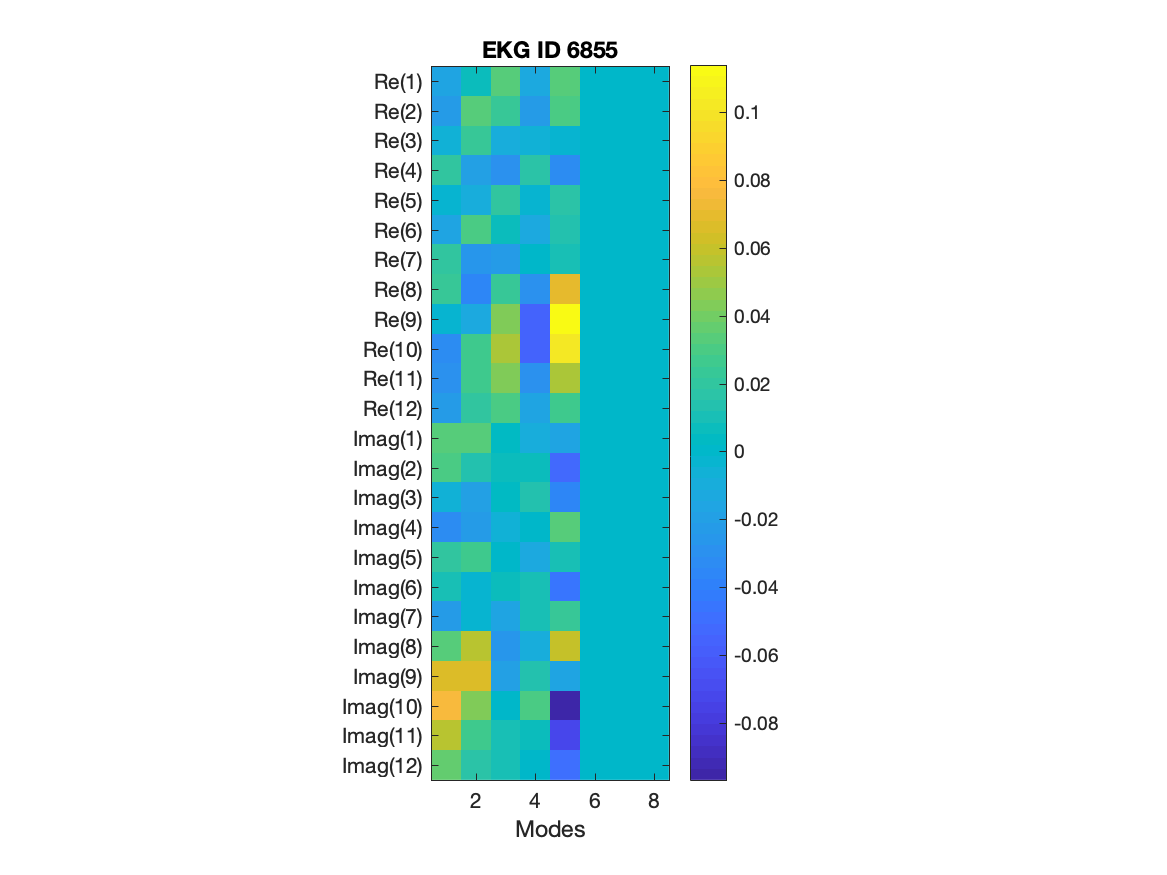 EKG ID 6855
Re(1)
Re(2)
Re(3)
Re(4)
Re(5)
Re(6)
Re(7)
Re(8)
Re(9)
Re(10)
Re(11)
Re(12)
Imag(1)
Imag(2)
Imag(3)
Imag(4)
Imag(5)
Imag(6)
Imag(7)
Imag(8)
Imag(9)
Imag(10)
Imag(11)
Imag(12)
2 4 6 8
Modes
0.1
0.08
0.06
0.04
0.02
0
-0.02
-0.04
-0.06
-0.08